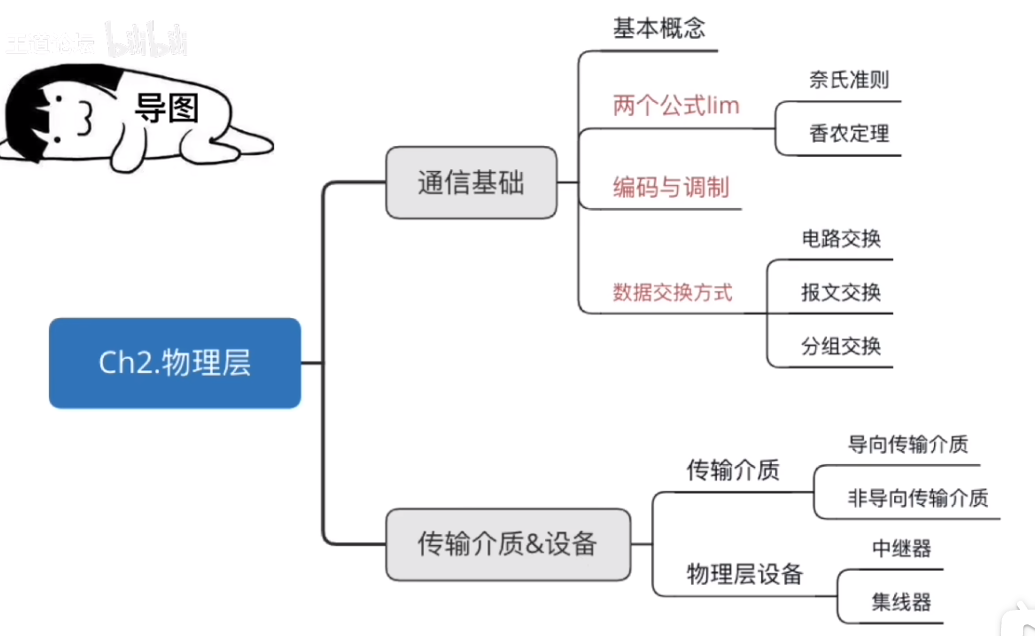 王道论坛 bilibili
导图
Ch2.物理层
通信基础
基本概念
两个公式lim
奈氏准则
香农定理
编码与调制
数据交换方式
电路交换
报文交换
分组交换
传输介质&设备
传输介质
导向传输介质
非导向传输介质
物理层设备
中继器
集线器